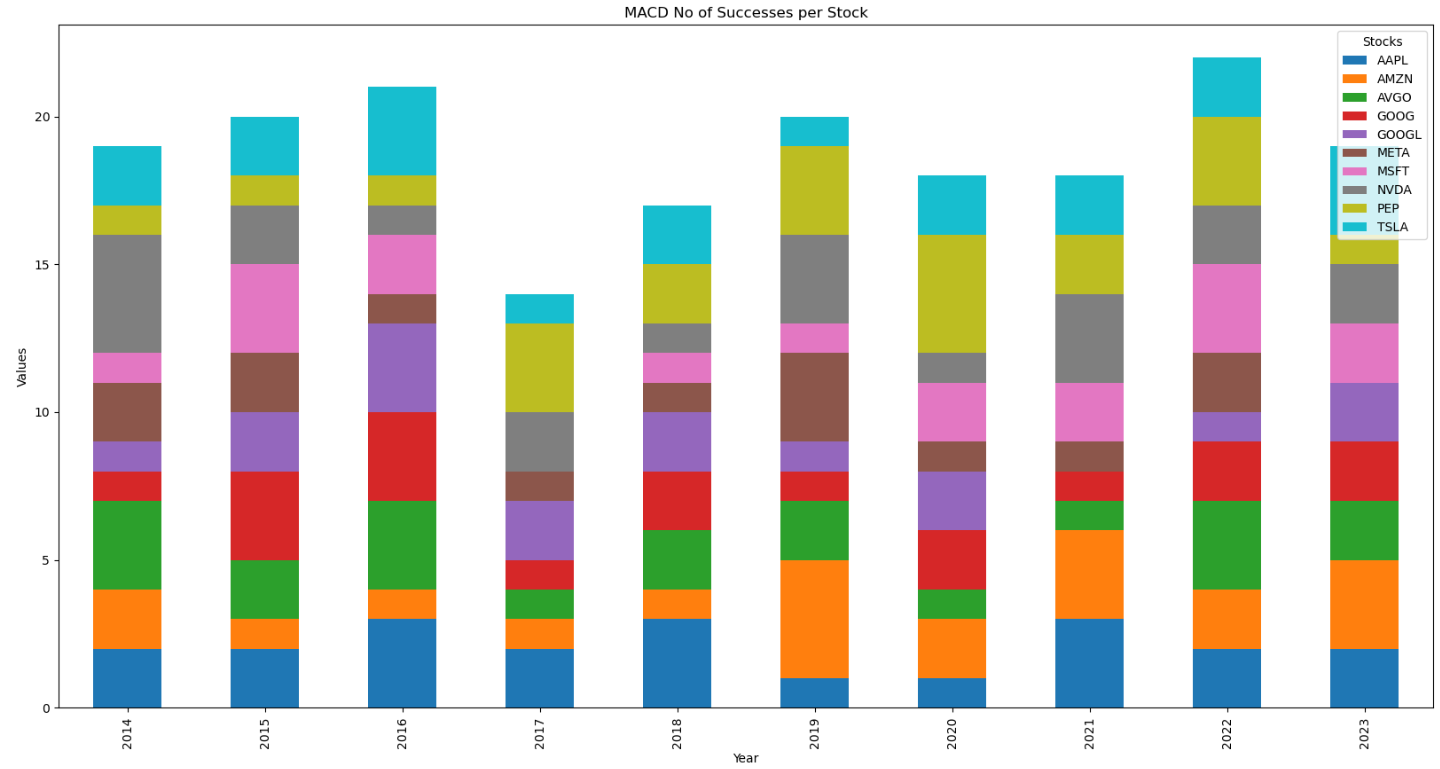 MACD No of Successes per Stock
Stocks
AAPL
AMZN
AVGO
GOOG
GOOGL
META
MSFT
NVDA
PEP
TSLA
20
15
10
5
0
Values
2014 2015 2016 2017 2018 2019 2020 2021 2022 2023
Year